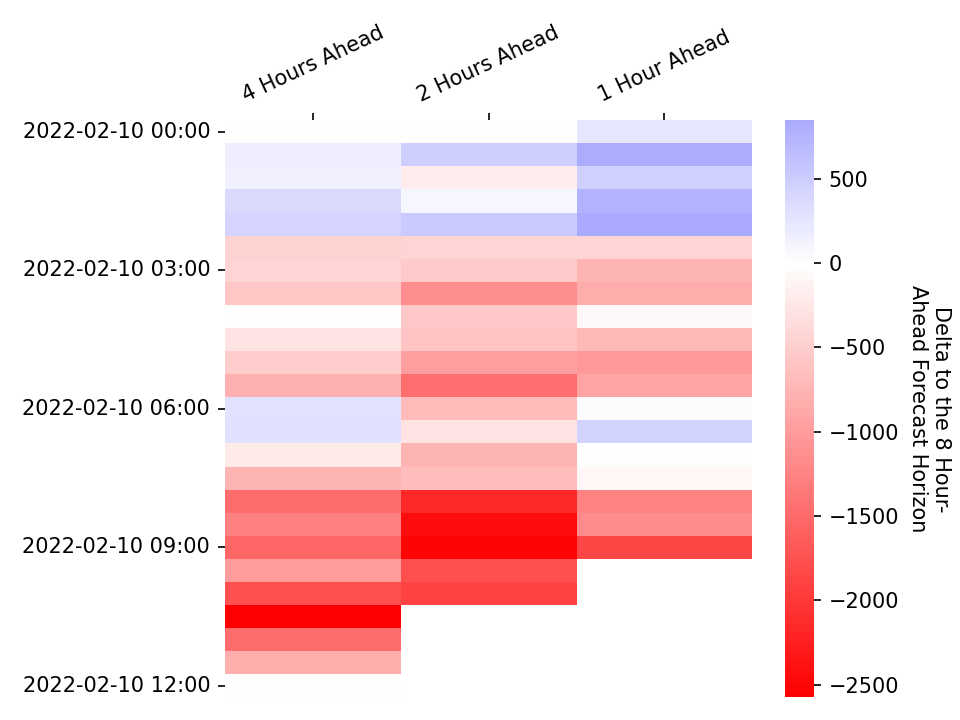 4 Hours Ahead
2 Hours Ahead
1 Hour Ahead
2022-02-10 00:00
2022-02-10 03:00
2022-02-10 06:00
2022-02-10 09:00
2022-02-10 12:00
500
0
−500
−1000
−1500
−2000
−2500
Delta to the 8 Hour-
Ahead Forecast Horizon